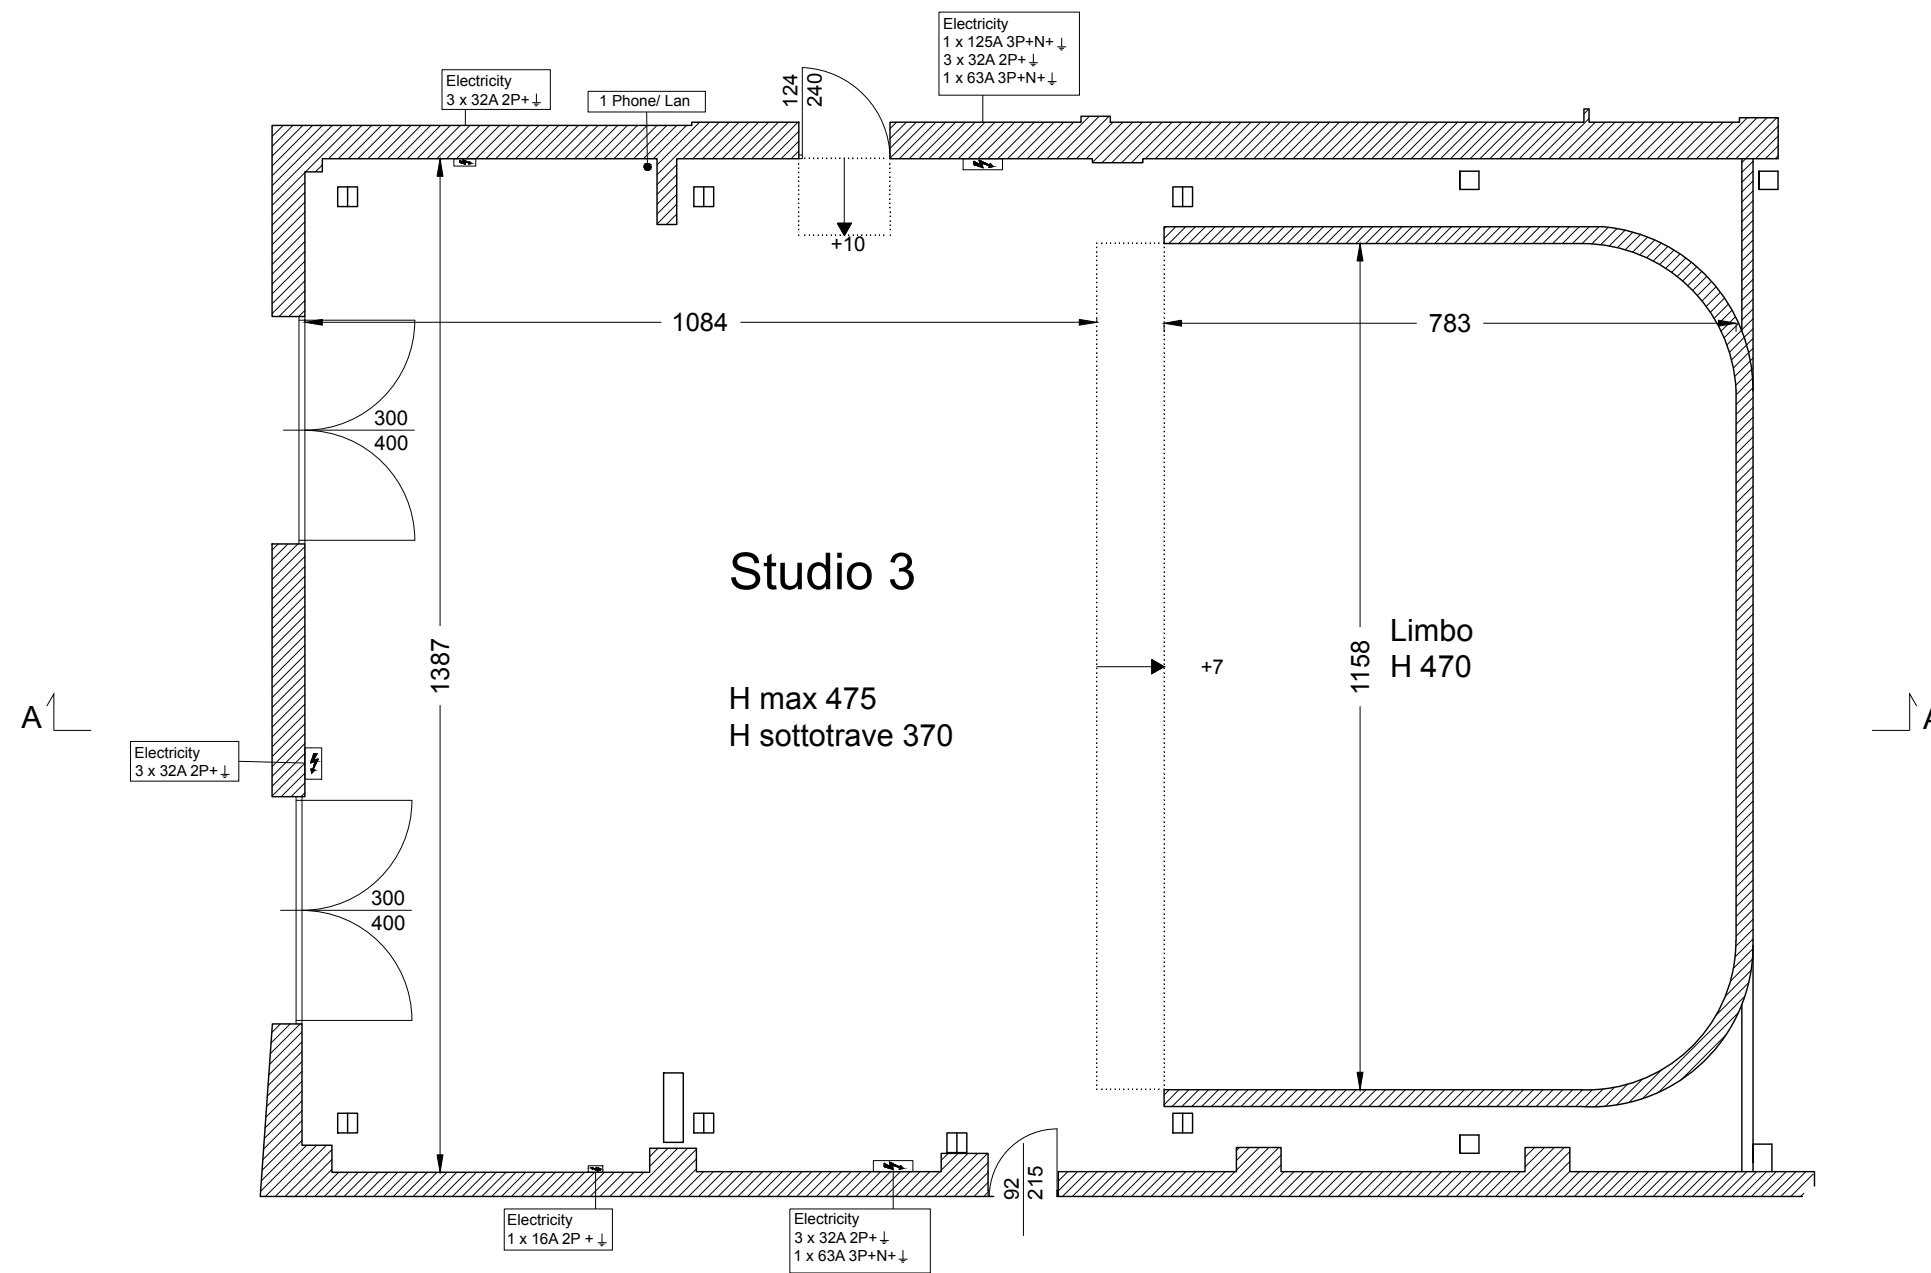 Electricity
1 x 125A 3P+N+⏚
3 x 32A 2P+⏚
1 x 63A 3P+N+⏚
Electricity
3 x 32A 2P+⏚
1 Phone/ Lan
124
240
+10
1084
783
300
400
Studio 3
1387
H max 475
H sottotrave 370
1158
Limbo
H 470
+7
A
A
Electricity
3 x 32A 2P+⏚
300
400
92
215
Electricity
1 x 16A 2P + ⏚
Electricity
3 x 32A 2P+⏚
1 x 63A 3P+N+⏚